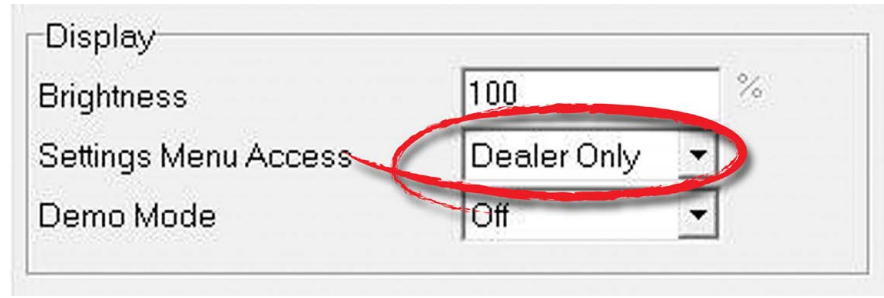 Display
Brightness 100 %
Settings Menu Access Dealer Only
Demo Mode Off